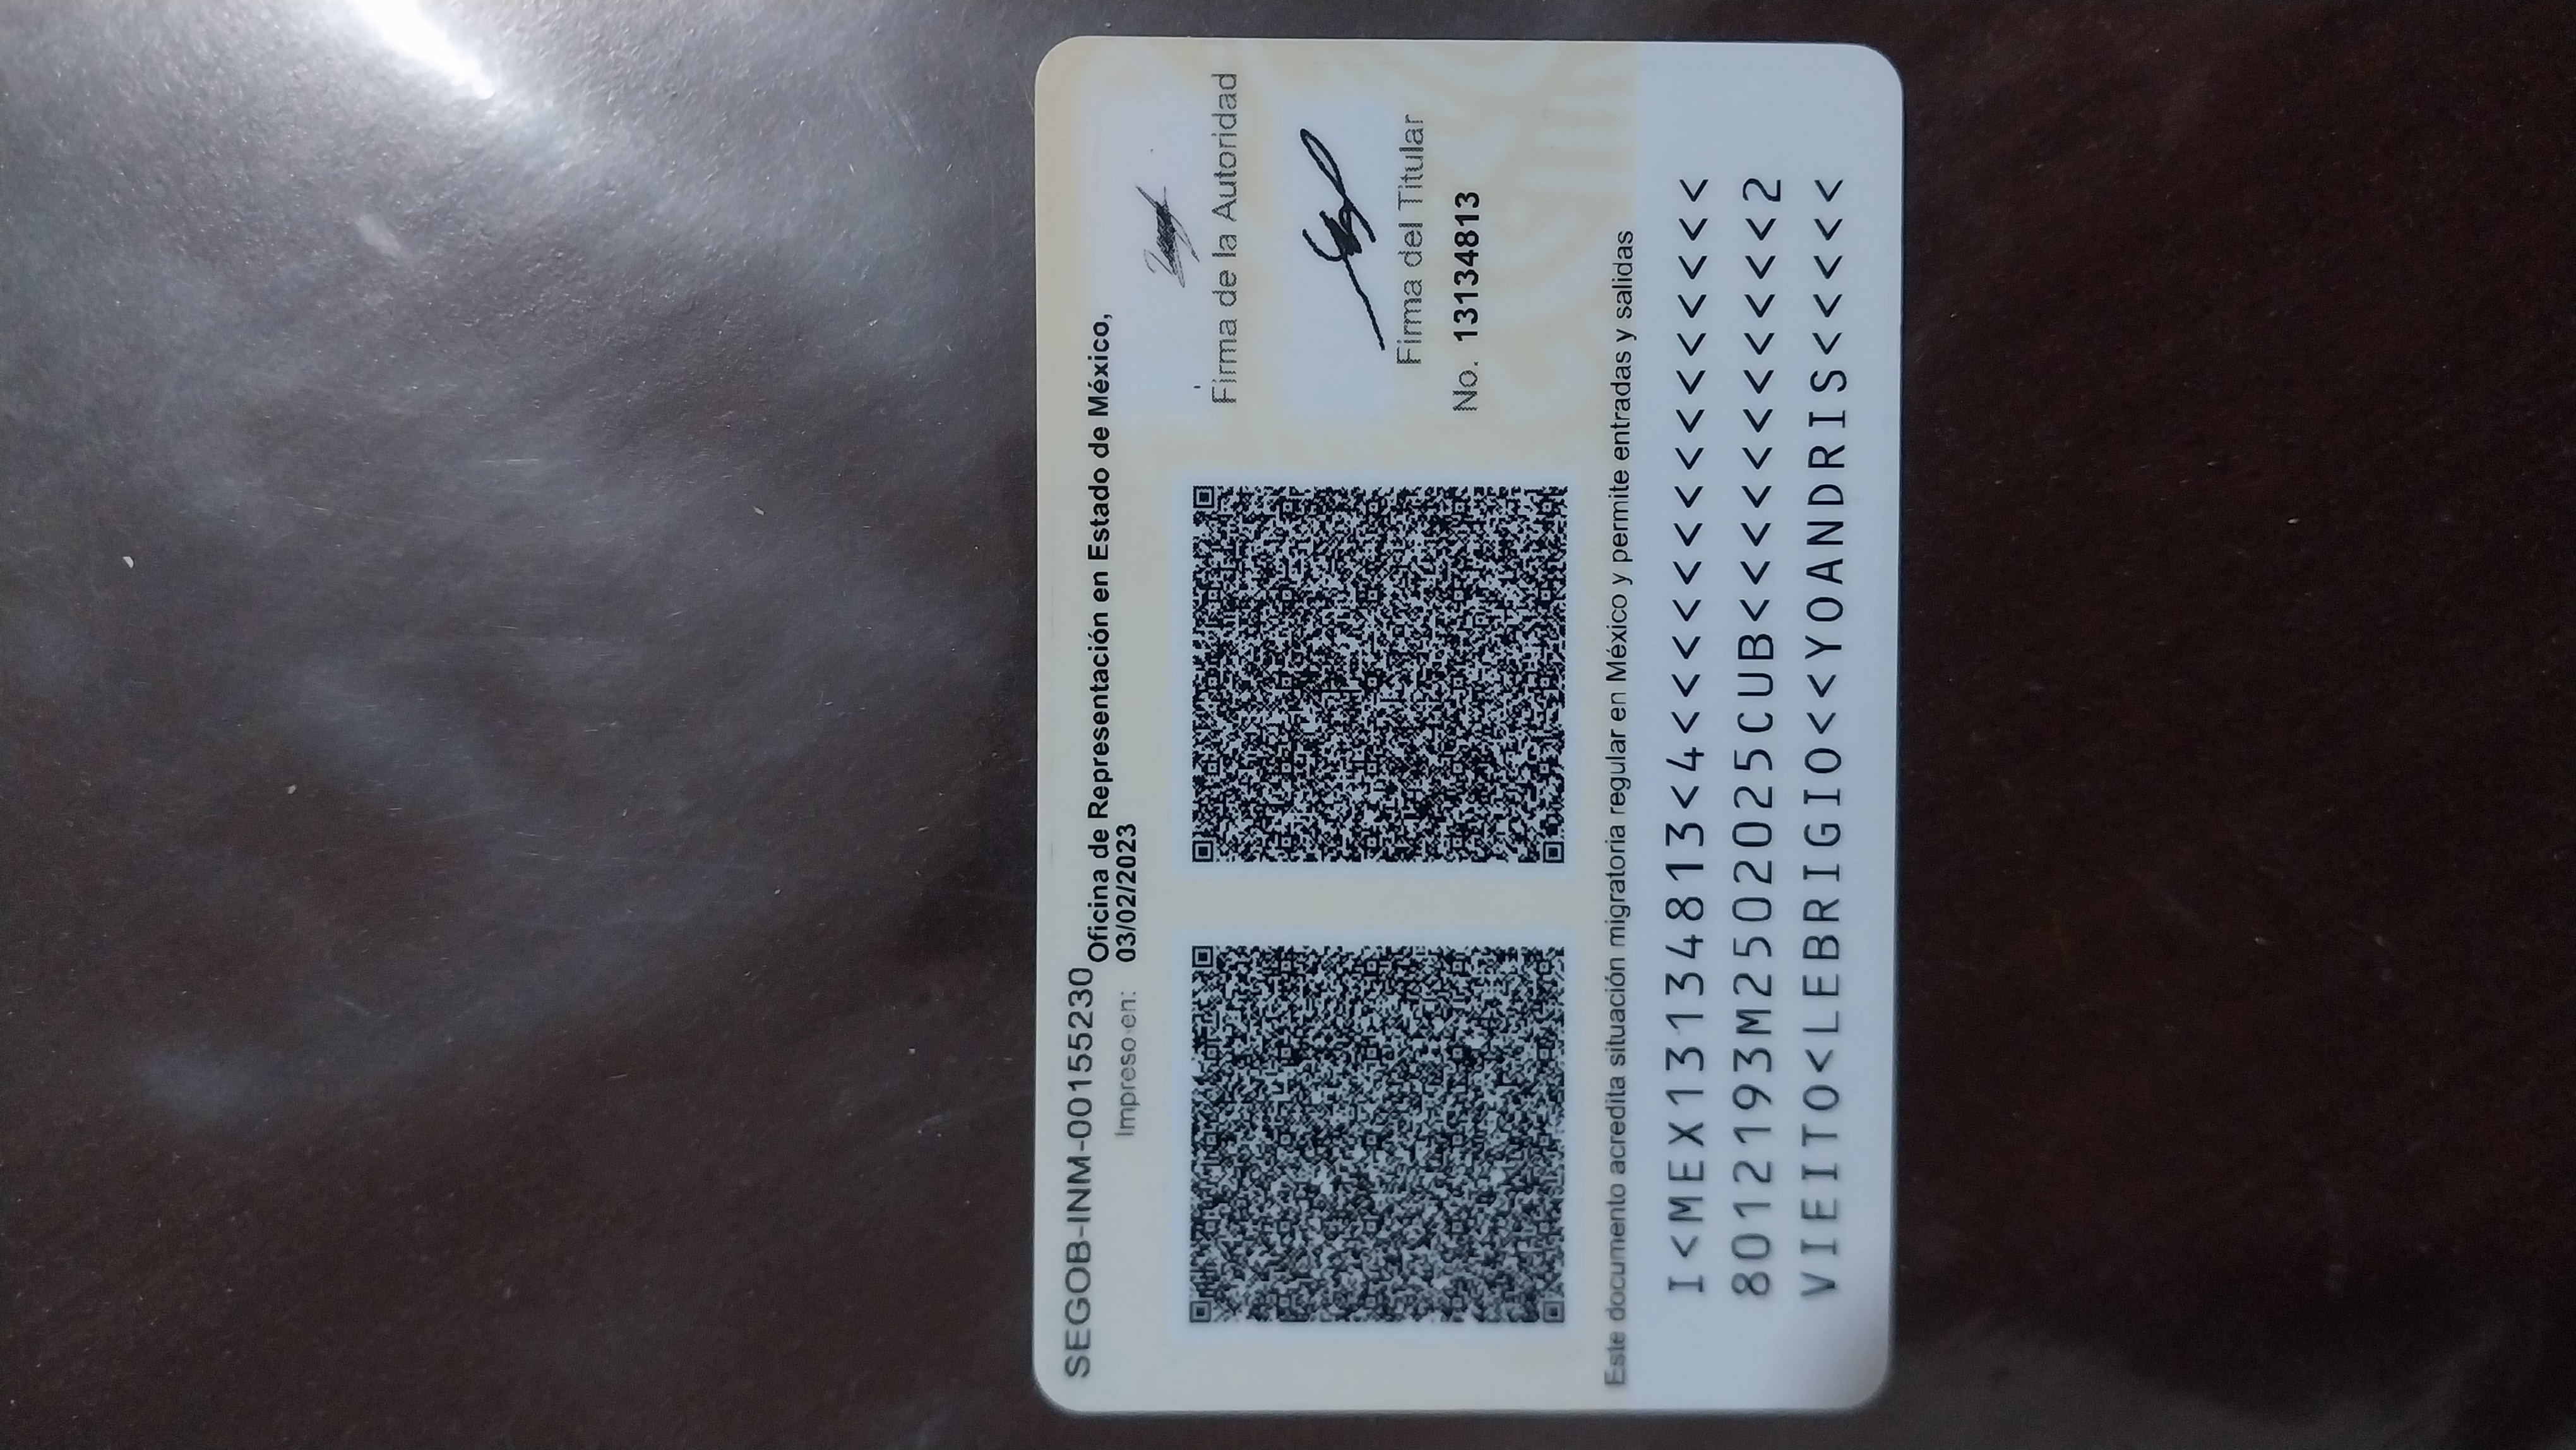 SEGOB-INM-00155230
Oficina de Representación en Estado de México,
Impreso en: 03/02/2023
Firma de la Autoridad
Firma del Titular
No. 13134813
Este documento acredita situación migratoria regular en México y permite entradas y salidas
I<MEX13134813<4<<<<<<<<<<<<<<<
8012193M2502025CUB<<<<<<<<<<<2
VIEITO<LEBRIGIO<<YOANDRIS<<<<<